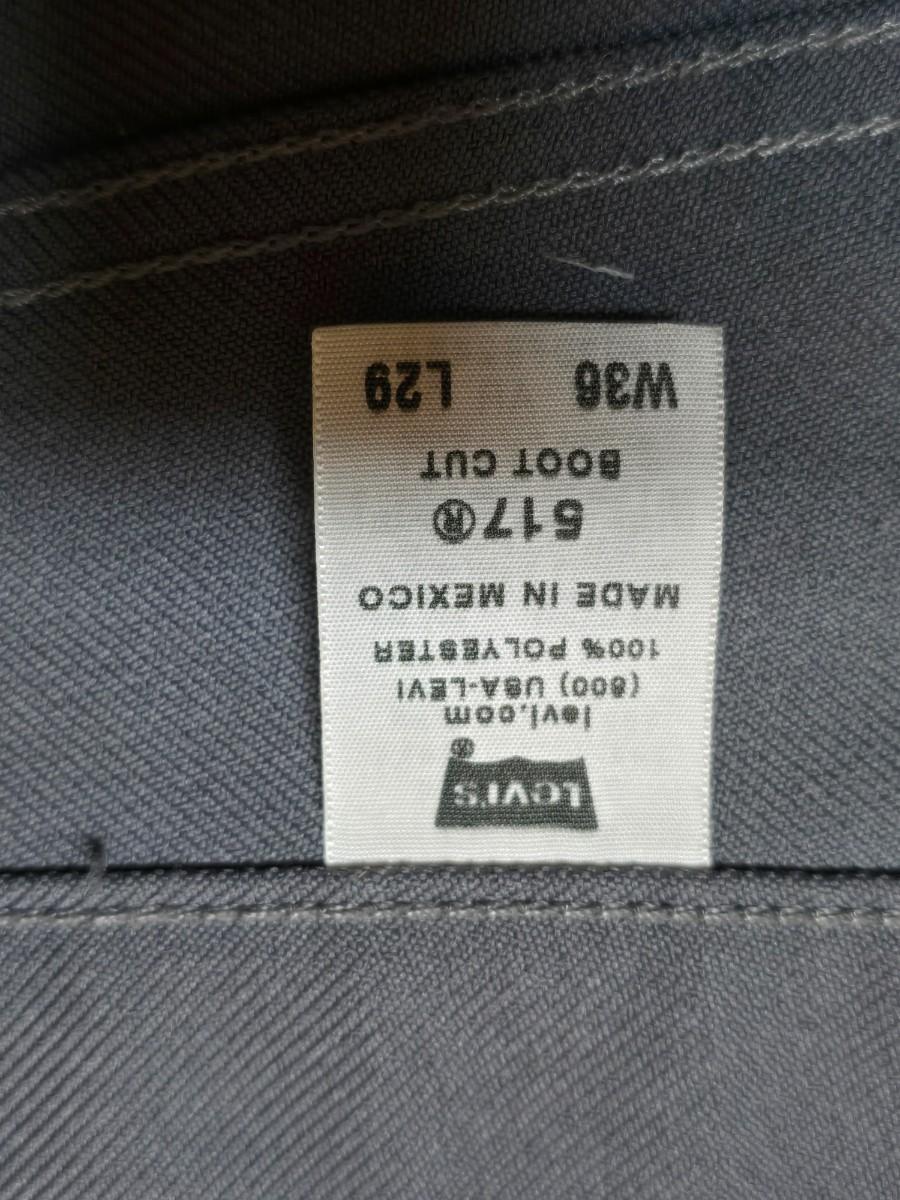 LEVI'S ®
levi.com
(800) USA-LEVI
100% POLYESTER
MADE IN MEXICO
517®
BOOT CUT
W36 L29